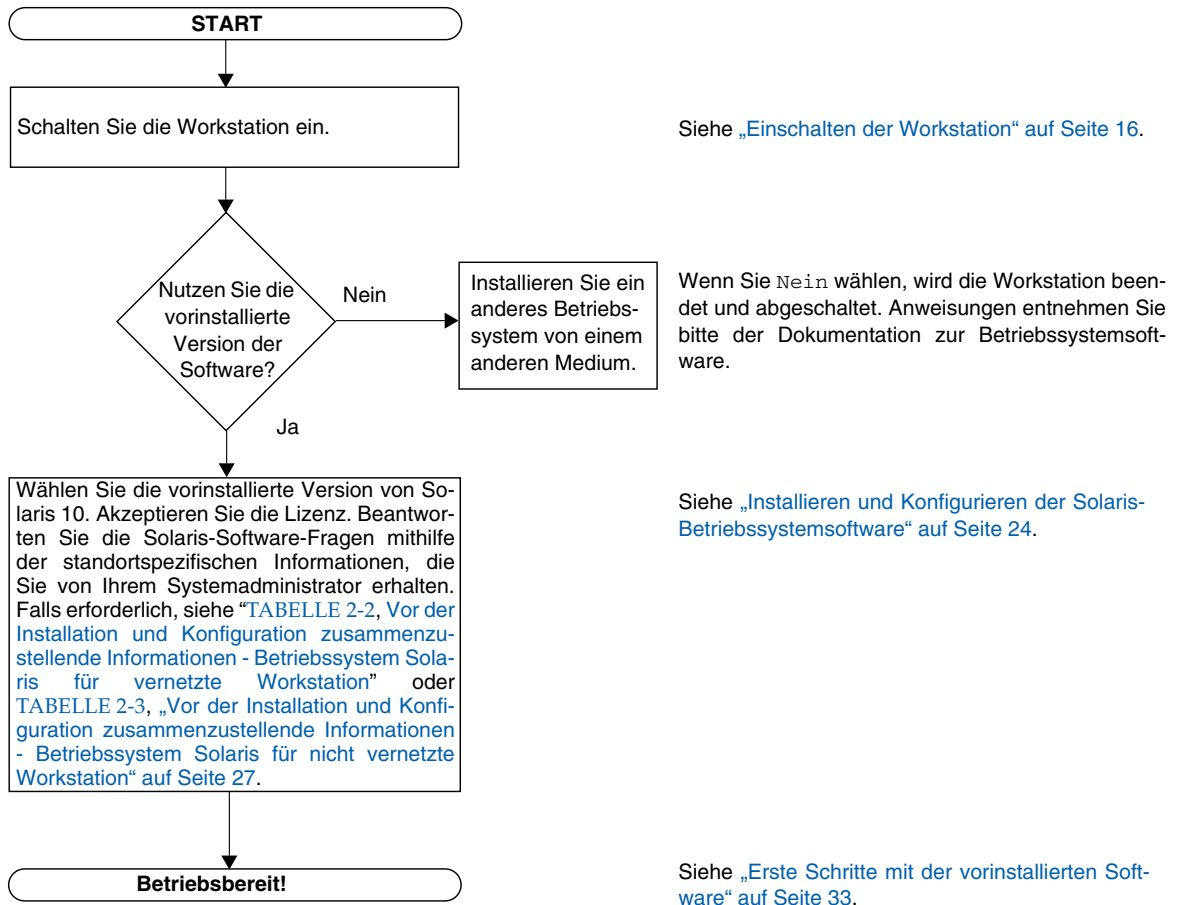 START
Schalten Sie die Workstation ein.
Siehe „Einschalten der Workstation“ auf Seite 16.
Nutzen Sie die
vorinstallierte
Version der
Software?
Nein
Installieren Sie ein
anderes Betriebs-
system von einem
anderen Medium.
Wenn Sie Nein wählen, wird die Workstation been-
det und abgeschaltet. Anweisungen entnehmen Sie
bitte der Dokumentation zur Betriebssystemsoft-
ware.
Ja
Wählen Sie die vorinstallierte Version von So-
laris 10. Akzeptieren Sie die Lizenz. Beantwor-
ten Sie die Solaris-Software-Fragen mithilfe
der standortspezifischen Informationen, die
Sie von Ihrem Systemadministrator erhalten.
Falls erforderlich, siehe “TABELLE 2-2, Vor der
Installation und Konfiguration zusammenzu-
stellende Informationen - Betriebssystem Sola-
ris für vernetzte Workstation” oder
TABELLE 2-3, „Vor der Installation und Konfi-
guration zusammenzustellende Informationen
- Betriebssystem Solaris für nicht vernetzte
Workstation“ auf Seite 27.
Siehe „Installieren und Konfigurieren der Solaris-
Betriebssystemsoftware“ auf Seite 24.
Betriebsbereit!
Siehe „Erste Schritte mit der vorinstallierten Soft-
ware“ auf Seite 33.